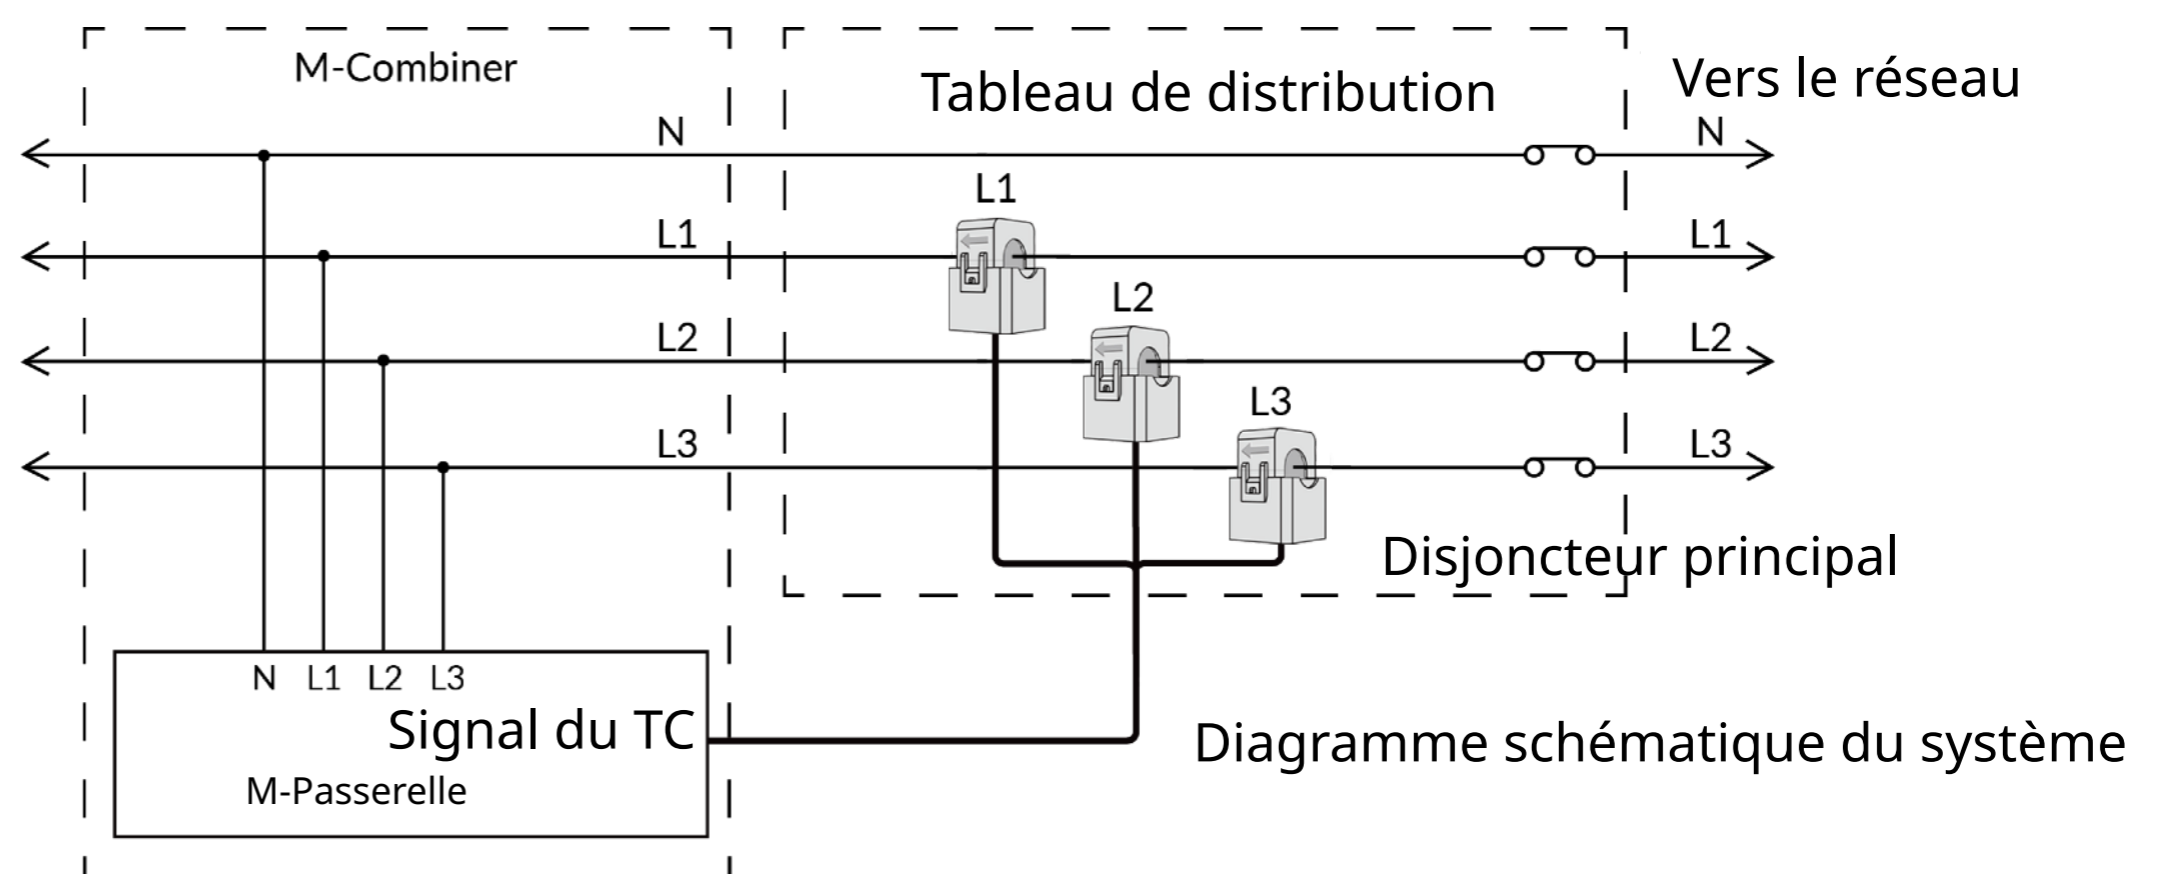 M-Combiner
Tableau de distribution
Vers le réseau
N
N
L1
L1
L1
L2
L2
L2
L3
L3
L3
Disjoncteur principal
N L1 L2 L3
Signal du TC
M-Passerelle
Diagramme schématique du système